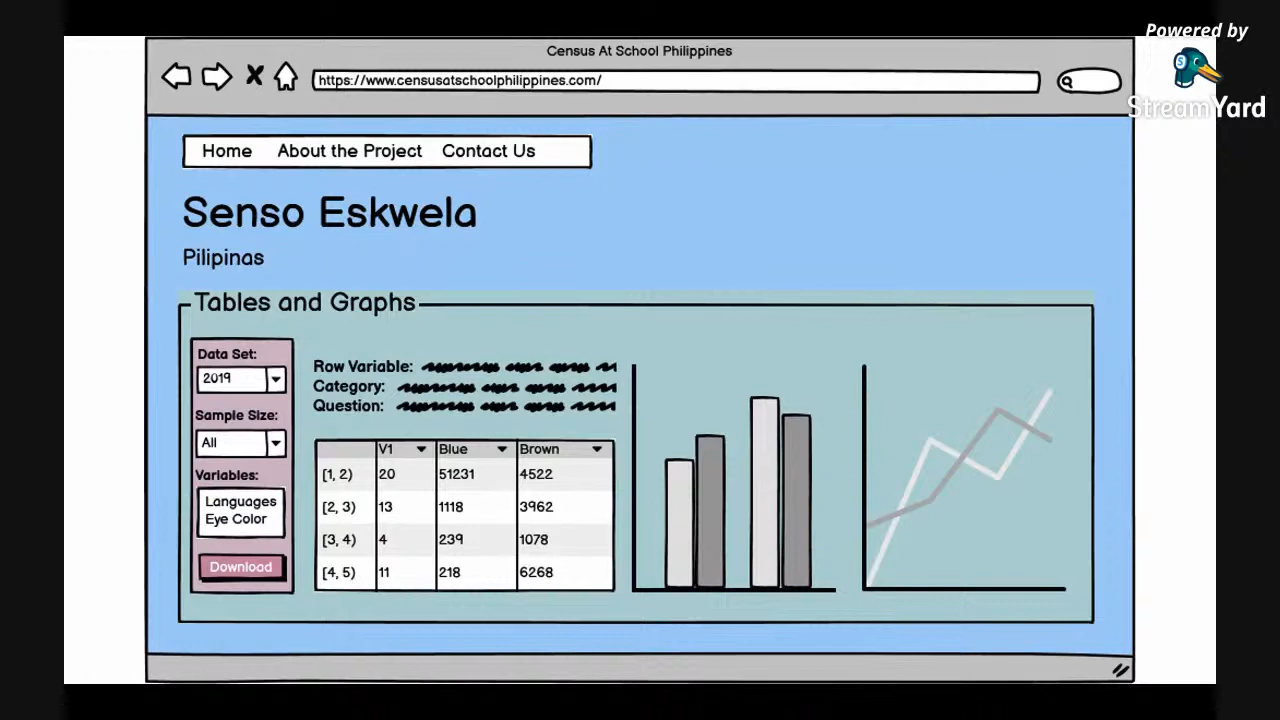 Powered by
StreamYard
Census At School Philippines
https://www.censusatschoolphilippines.com/
Home About the Project Contact Us
Senso Eskwela
Pilipinas
Tables and Graphs
Data Set:
2019
Sample Size:
All
Variables:
Languages
Eye Color
Download
Row Variable:
Category:
Question:
V1 Blue Brown
[1, 2) 20 51231 4522
[2, 3) 13 1118 3962
[3, 4) 4 239 1078
[4, 5) 11 218 6268